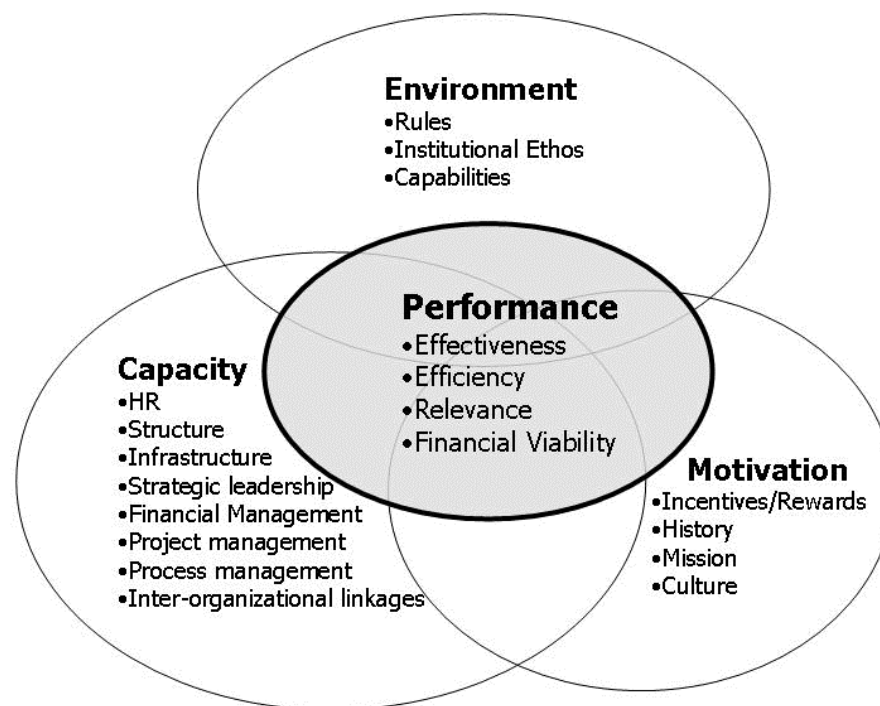 Environment
•Rules
•Institutional Ethos
•Capabilities
Performance
•Effectiveness
•Efficiency
•Relevance
•Financial Viability
Capacity
•HR
•Structure
•Infrastructure
•Strategic leadership
•Financial Management
•Project management
•Process management
•Inter-organizational linkages
Motivation
•Incentives/Rewards
•History
•Mission
•Culture